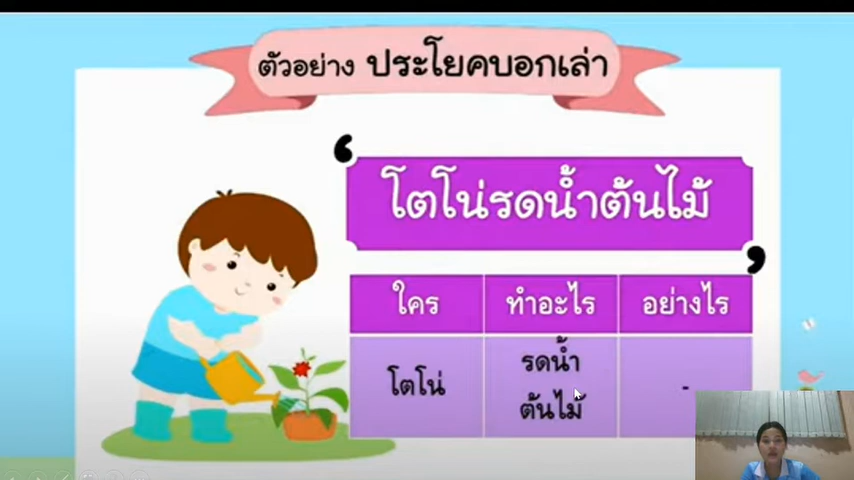 ตัวอย่าง ประโยคบอกเล่า
โตโน่รดน้ำต้นไม้
ใคร ทำอะไร อย่างไร
โตโน่ รดน้ำ -
ต้นไม้